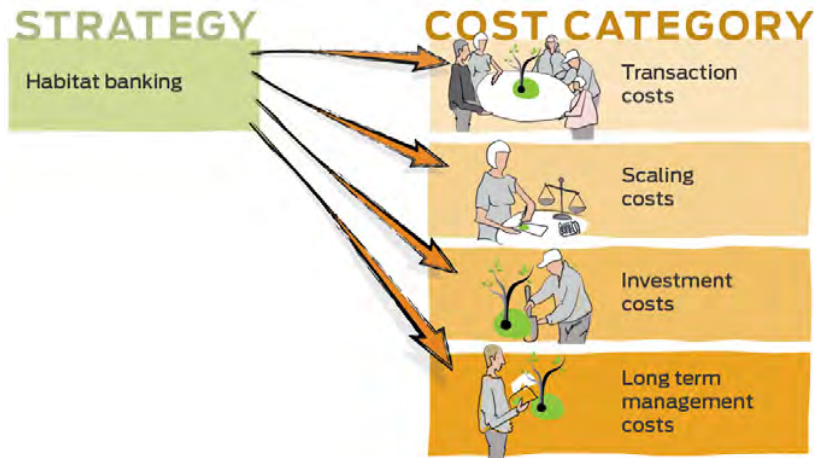 STRATEGY
COST CATEGORY
Habitat banking
Transaction
costs
Scaling
costs
Investment
costs
Long term
management
costs